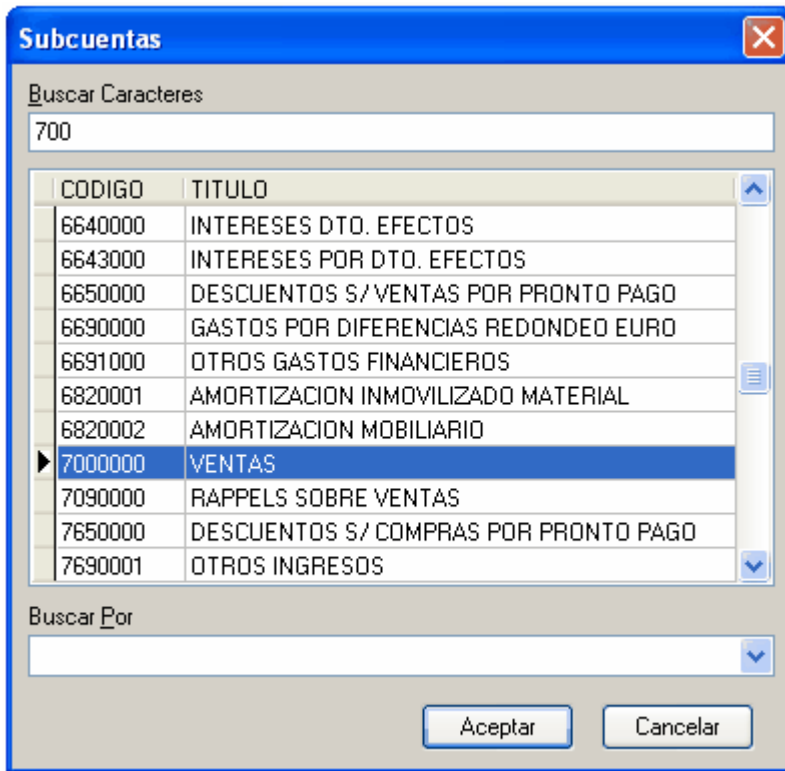 Subcuentas
Buscar Caracteres
700
CODIGO TITULO
6640000 INTERESES DTO. EFECTOS
6643000 INTERESES POR DTO. EFECTOS
6650000 DESCUENTOS S/ VENTAS POR PRONTO PAGO
6690000 GASTOS POR DIFERENCIAS REDONDEO EURO
6691000 OTROS GASTOS FINANCIEROS
6820001 AMORTIZACION INMOVILIZADO MATERIAL
6820002 AMORTIZACION MOBILIARIO
7000000 VENTAS
7090000 RAPPELS SOBRE VENTAS
7650000 DESCUENTOS S/ COMPRAS POR PRONTO PAGO
7690001 OTROS INGRESOS
Buscar Por
Aceptar Cancelar